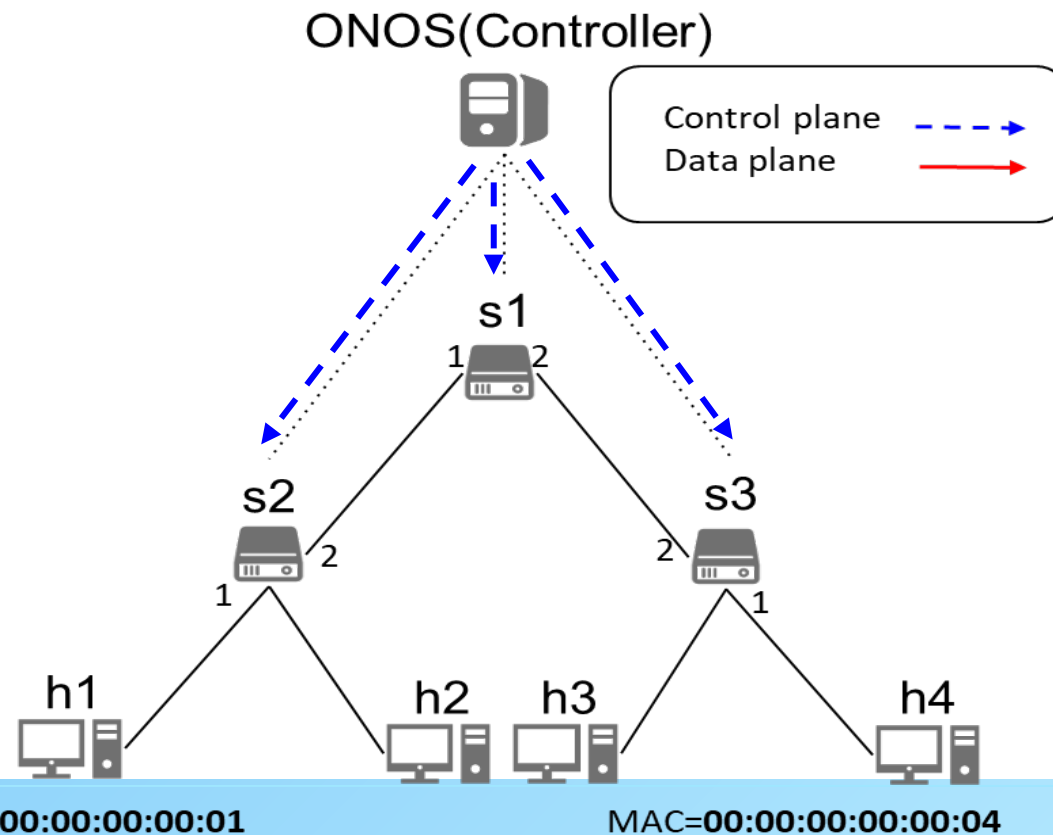 ONOS(Controller)
Control plane
Data plane
s1
1 2
s2
s3
2
2
1
1
h1
h2
h3
h4
00:00:00:00:01
MAC=00:00:00:00:00:04